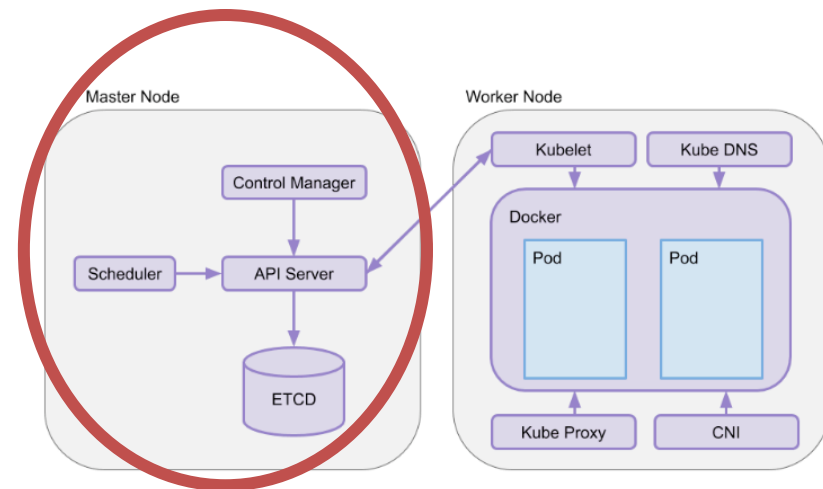 Master Node
Worker Node
Kubelet
Kube DNS
Control Manager
Docker
Pod
Pod
Scheduler
API Server
ETCD
Kube Proxy
CNI